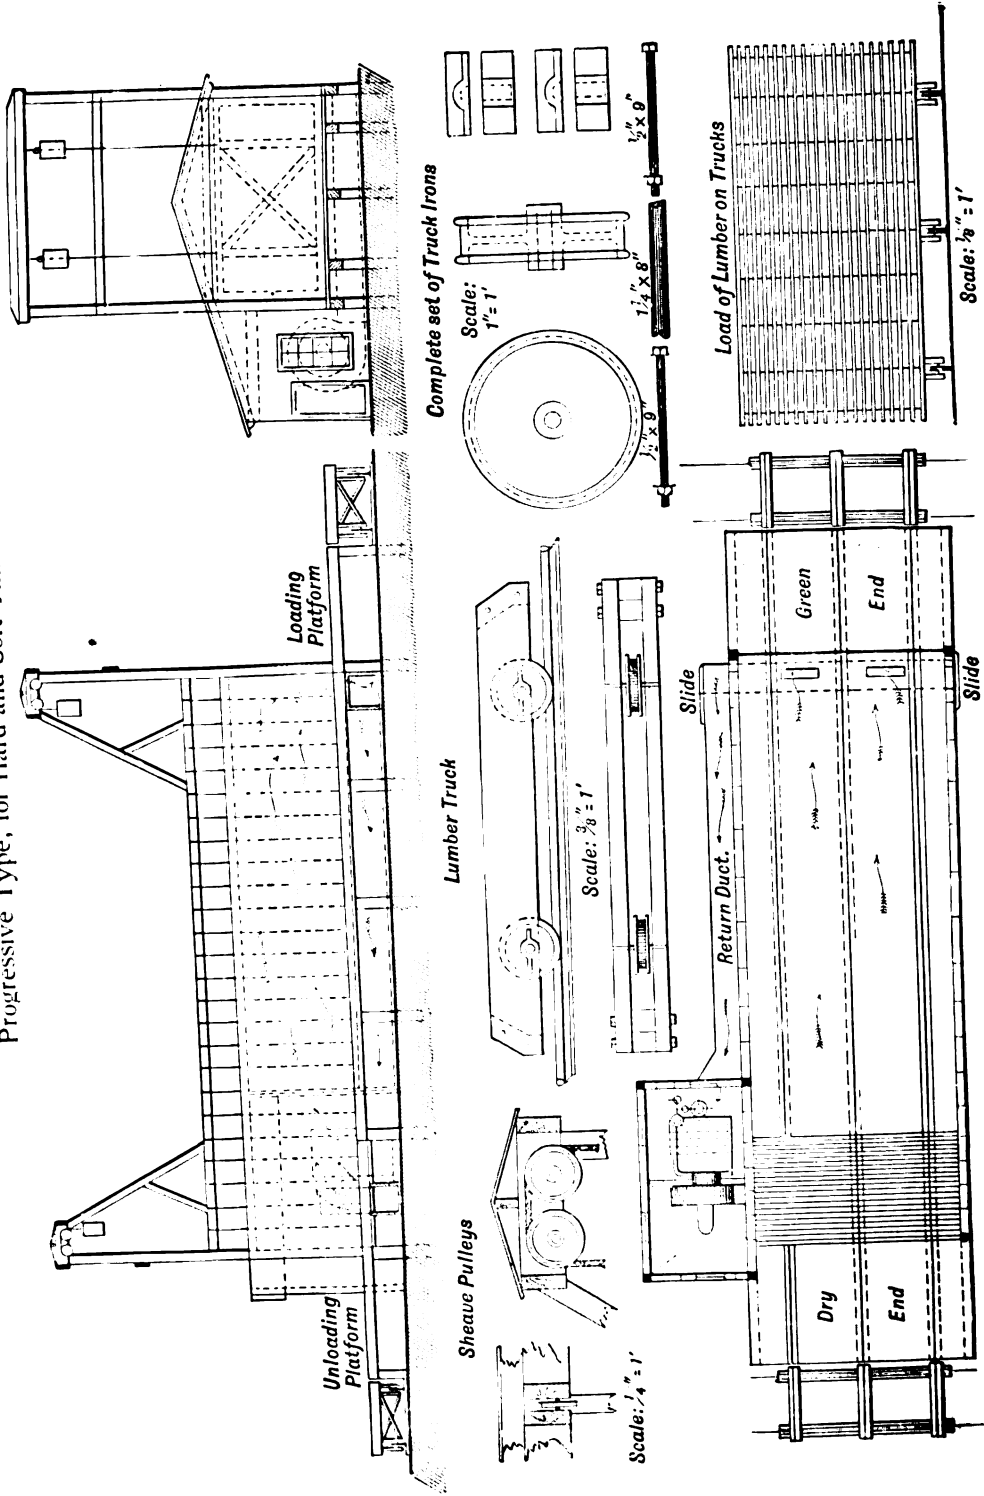 Progressive Type, for Hard and
Loading
Platform
Unloading
Platform
Complete set of Truck Irons
Scale:
1"= 1'
1/2" x 9"
1 1/4" x 8"
1/2" x 9"
Lumber Truck
Scale: 3/8"= 1'
Sheave Pulleys
Scale: 1/4"= 1'
Load of Lumber on Trucks
Scale: 1/8"= 1'
Slide
Slide
Return Duct.
Green
End
Dry
End